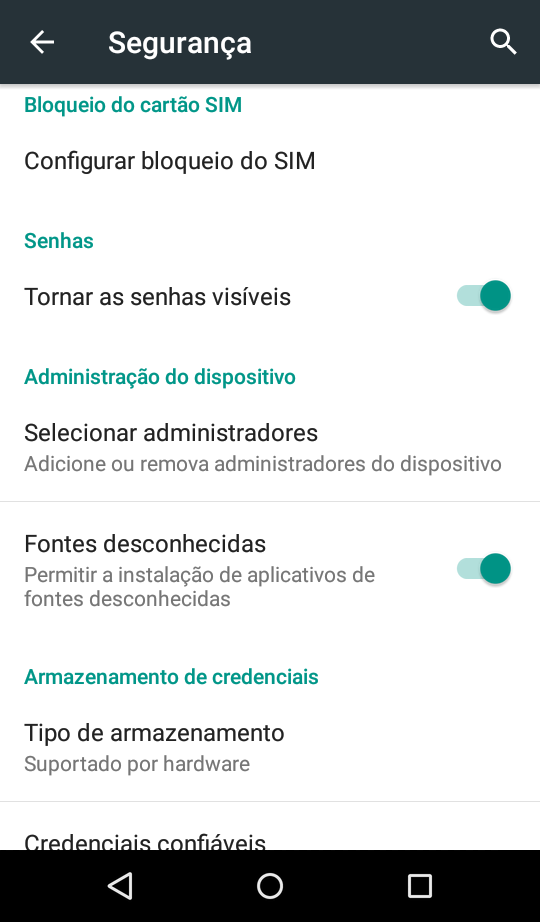 Segurança
Bloqueio do cartão SIM
Configurar bloqueio do SIM
Senhas
Tornar as senhas visíveis
Administração do dispositivo
Selecionar administradores
Adicione ou remova administradores do dispositivo
Fontes desconhecidas
Permitir a instalação de aplicativos de
fontes desconhecidas
Armazenamento de credenciais
Tipo de armazenamento
Suportado por hardware
Credenciais confiáveis